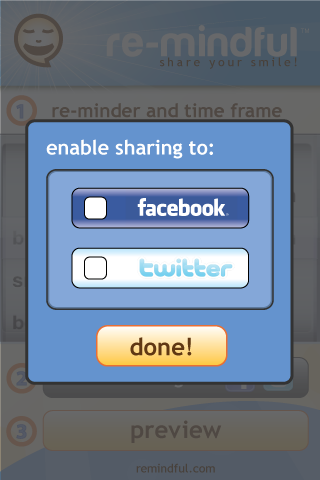 re-mindful™
share your smile!
1 re-minder and time frame
enable sharing to:
facebook
twitter
done!
2
3 preview
remindful.com